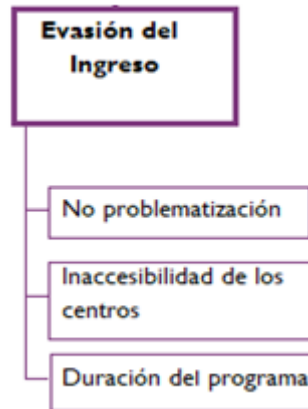 Evasión del
Ingreso
No problematización
Inaccesibilidad de los
centros
Duración del programa